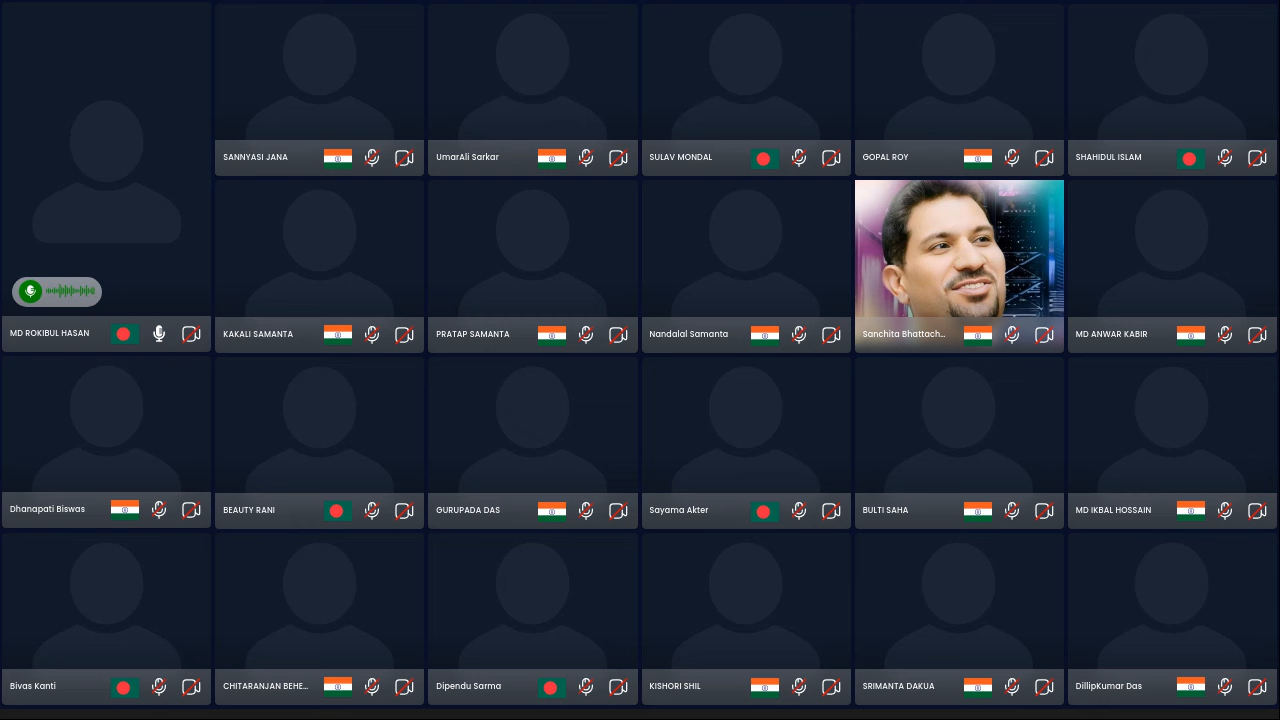 SANNYASI JANA
UmarAli Sarkar
SULAV MONDAL
GOPAL ROY
SHAHIDUL ISLAM
MD ROKIBUL HASAN
KAKALI SAMANTA
PRATAP SAMANTA
Nandalal Samanta
Sanchita Bhattach...
MD ANWAR KABIR
Dhanapati Biswas
BEAUTY RANI
GURUPADA DAS
Sayama Akter
BULTI SAHA
MD IKBAL HOSSAIN
Bivas Kanti
CHITARANJAN BEHE...
Dipendu Sarma
KISHORI SHIL
SRIMANTA DAKUA
DillipKumar Das